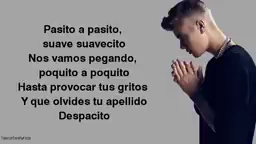 Pasito a pasito,
suave suavecito
Nos vamos pegando,
poquito a poquito
Hasta provocar tus gritos
Y que olvides tu apellido
Despacito